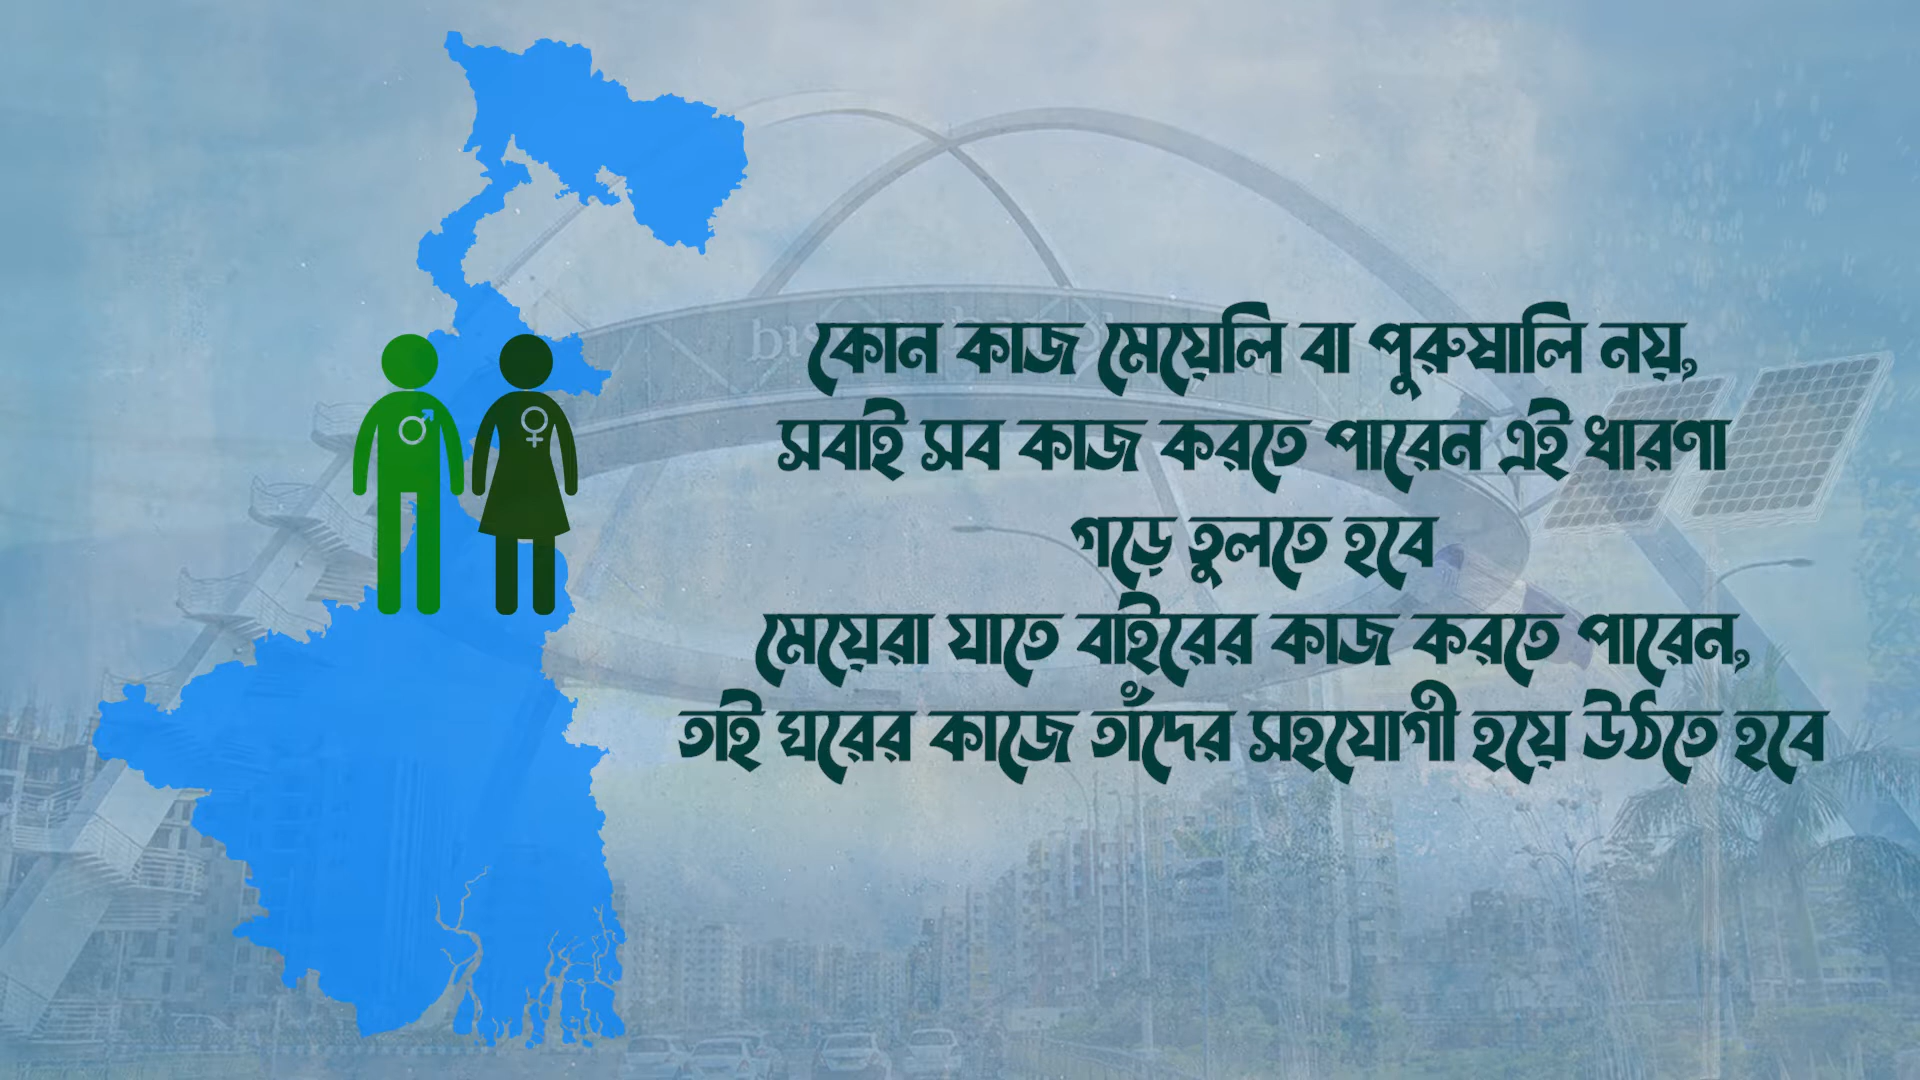 কোন কাজ মেয়েলি বা পুরুষালি নয়,
সবাই সব কাজ করতে পারেন এই ধারণা
গড়ে তুলতে হবে
মেয়েরা যাতে বাইরের কাজ করতে পারেন,
তাই ঘরের কাজে তাঁদের সহযোগী হয়ে উঠতে হবে